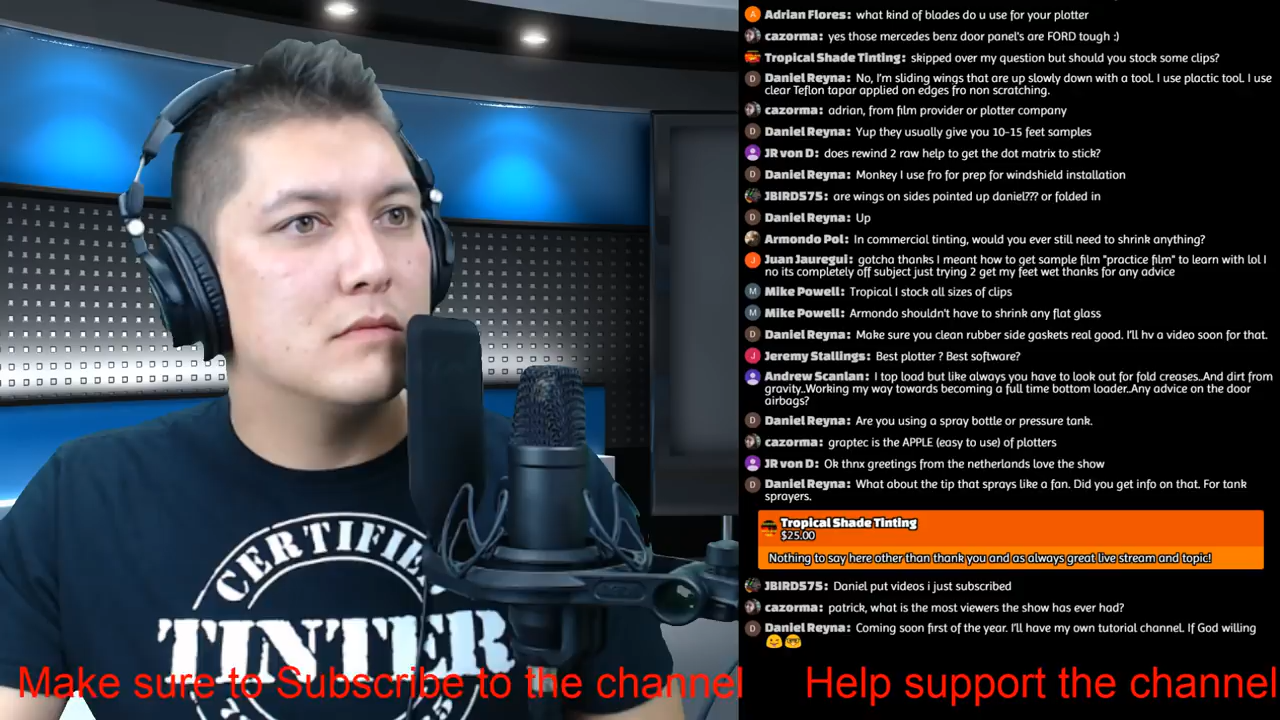 Adrian Flores: what kind of blades do u use for your plotter
cazorma: yes those mercedes benz door panel's are FORD tough :)
Tropical Shade Tinting: skipped over my question but should you stock some clips?
Daniel Reyna: No, I'm sliding wings that are up slowly down with a tool. I use plactic tool. I use
clear Teflon tapar applied on edges fro non scratching.
cazorma: adrian, from film provider or plotter company
Daniel Reyna: Yup they usually give you 10-15 feet samples
JR von D: does rewind 2 raw help to get the dot matrix to stick?
Daniel Reyna: Monkey I use fro for prep for windshield installation
JBIRDS75: are wings on sides pointed up daniel??? or folded in
Daniel Reyna: Up
Armondo Pol: In commercial tinting, would you ever still need to shrink anything?
Juan Jauregui: gotcha thanks I meant how to get sample film "practice film" to learn with lol I
no its completely off subject just trying 2 get my feet wet thanks for any advice
Mike Powell: Tropical I stock all sizes of clips
Mike Powell: Armondo shouldn't have to shrink any flat glass
Daniel Reyna: Make sure you clean rubber side gaskets real good. I'll hv a video soon for that.
Jeremy Stallings: Best plotter ? Best software?
Andrew Scanlan: I top load but like always you have to look out for fold creases..And dirt from
gravity..Working my way towards becoming a full time bottom loader..Any advice on the door
airbags?
Daniel Reyna: Are you using a spray bottle or pressure tank.
cazorma: graptec is the APPLE (easy to use) of plotters
JR von D: Ok thnx greetings from the netherlands love the show
Daniel Reyna: What about the tip that sprays like a fan. Did you get info on that. For tank
sprayers.
Tropical Shade Tinting
$25.00
Nothing to say here other than thank you and as always great live stream and topic!
JBIRDS75: Daniel put videos i just subscribed
cazorma: patrick, what is the most viewers the show has ever had?
Daniel Reyna: Coming soon first of the year. I'll have my own tutorial channel. If God willing
CERTIFIE
TINTER
Make sure to Subscribe to the channel
Help support the channel